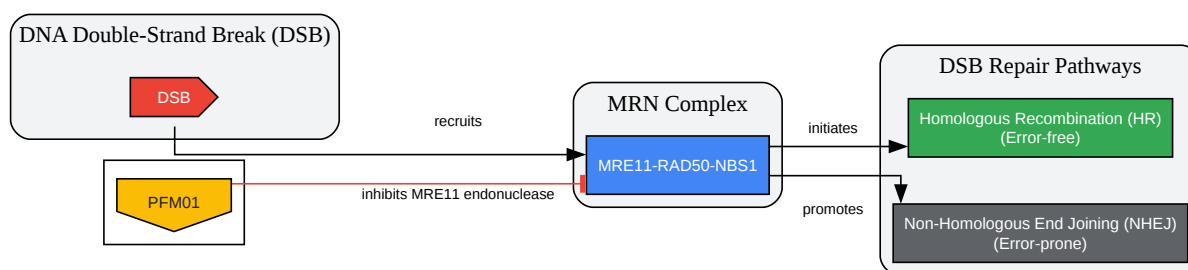 DNA Double-Strand Break (DSB)
DSB
recruits
PFM01
inhibits MRE11 endonuclease
MRN Complex
MRE11-RAD50-NBS1
initiates
promotes
DSB Repair Pathways
Homologous Recombination (HR)
(Error-free)
Non-Homologous End Joining (NHEJ)
(Error-prone)